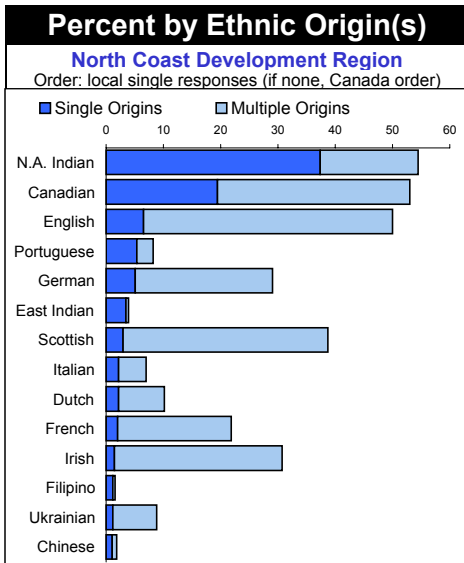 Percent by Ethnic Origin(s)
North Coast Development Region
Order: local single responses (if none, Canada order)
Single Origins Multiple Origins
0 10 20 30 40 50 60
N.A. Indian
Canadian
English
Portuguese
German
East Indian
Scottish
Italian
Dutch
French
Irish
Filipino
Ukrainian
Chinese